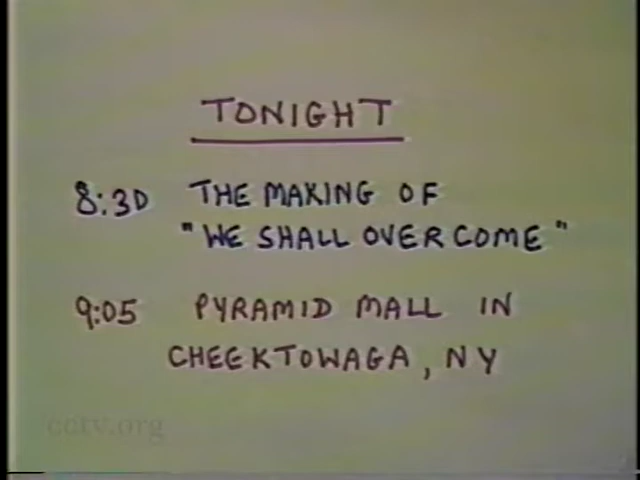 TONIGHT
8:30 THE MAKING OF
"WE SHALL OVERCOME"
9:05 PYRAMID MALL IN
CHEEKTOWAGA, NY
cctv.org